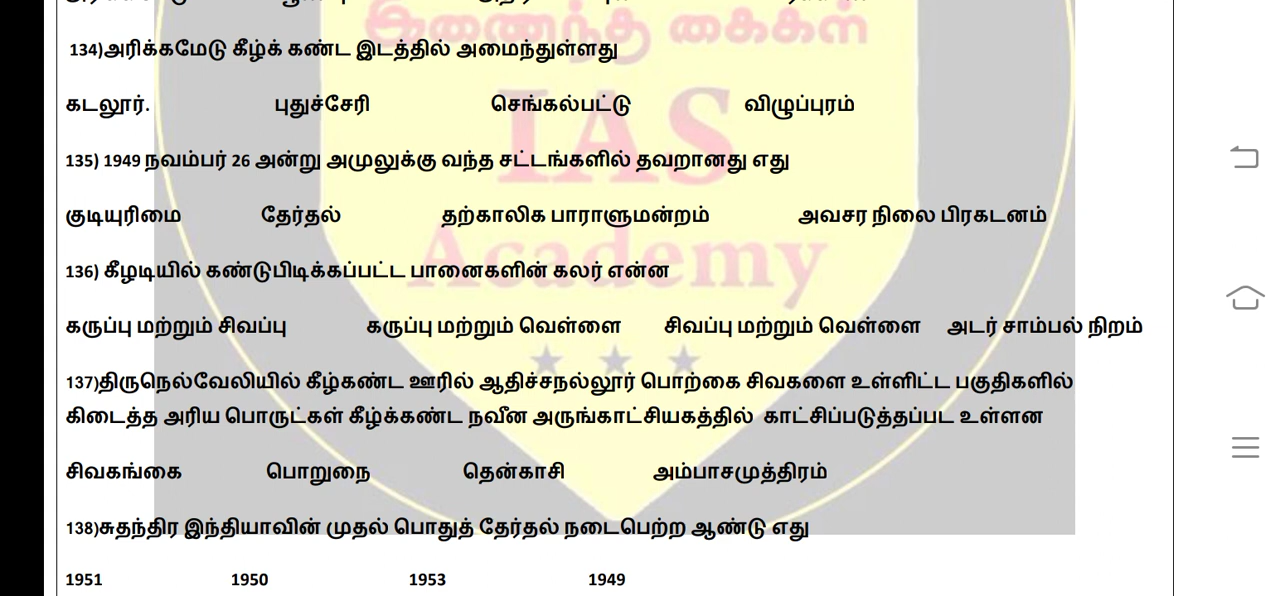 இணைந்த கைகள்
134)அரிக்கமேடு கீழ்க் கண்ட இடத்தில் அமைந்துள்ளது
கடலூர். புதுச்சேரி செங்கல்பட்டு விழுப்புரம்
IAS
135) 1949 நவம்பர் 26 அன்று அமுலுக்கு வந்த சட்டங்களில் தவறானது எது
குடியுரிமை தேர்தல் தற்காலிக பாராளுமன்றம் அவசர நிலை பிரகடனம்
Academy
136) கீழடியில் கண்டுபிடிக்கப்பட்ட பானைகளின் கலர் என்ன
கருப்பு மற்றும் சிவப்பு கருப்பு மற்றும் வெள்ளை சிவப்பு மற்றும் வெள்ளை அடர் சாம்பல் நிறம்
137)திருநெல்வேலியில் கீழ்கண்ட ஊரில் ஆதிச்சநல்லூர் பொற்கை சிவகளை உள்ளிட்ட பகுதிகளில்
கிடைத்த அரிய பொருட்கள் கீழ்க்கண்ட நவீன அருங்காட்சியகத்தில் காட்சிப்படுத்தப்பட உள்ளன
சிவகங்கை பொறுநை தென்காசி அம்பாசமுத்திரம்
138)சுதந்திர இந்தியாவின் முதல் பொதுத் தேர்தல் நடைபெற்ற ஆண்டு எது
1951 1950 1953 1949